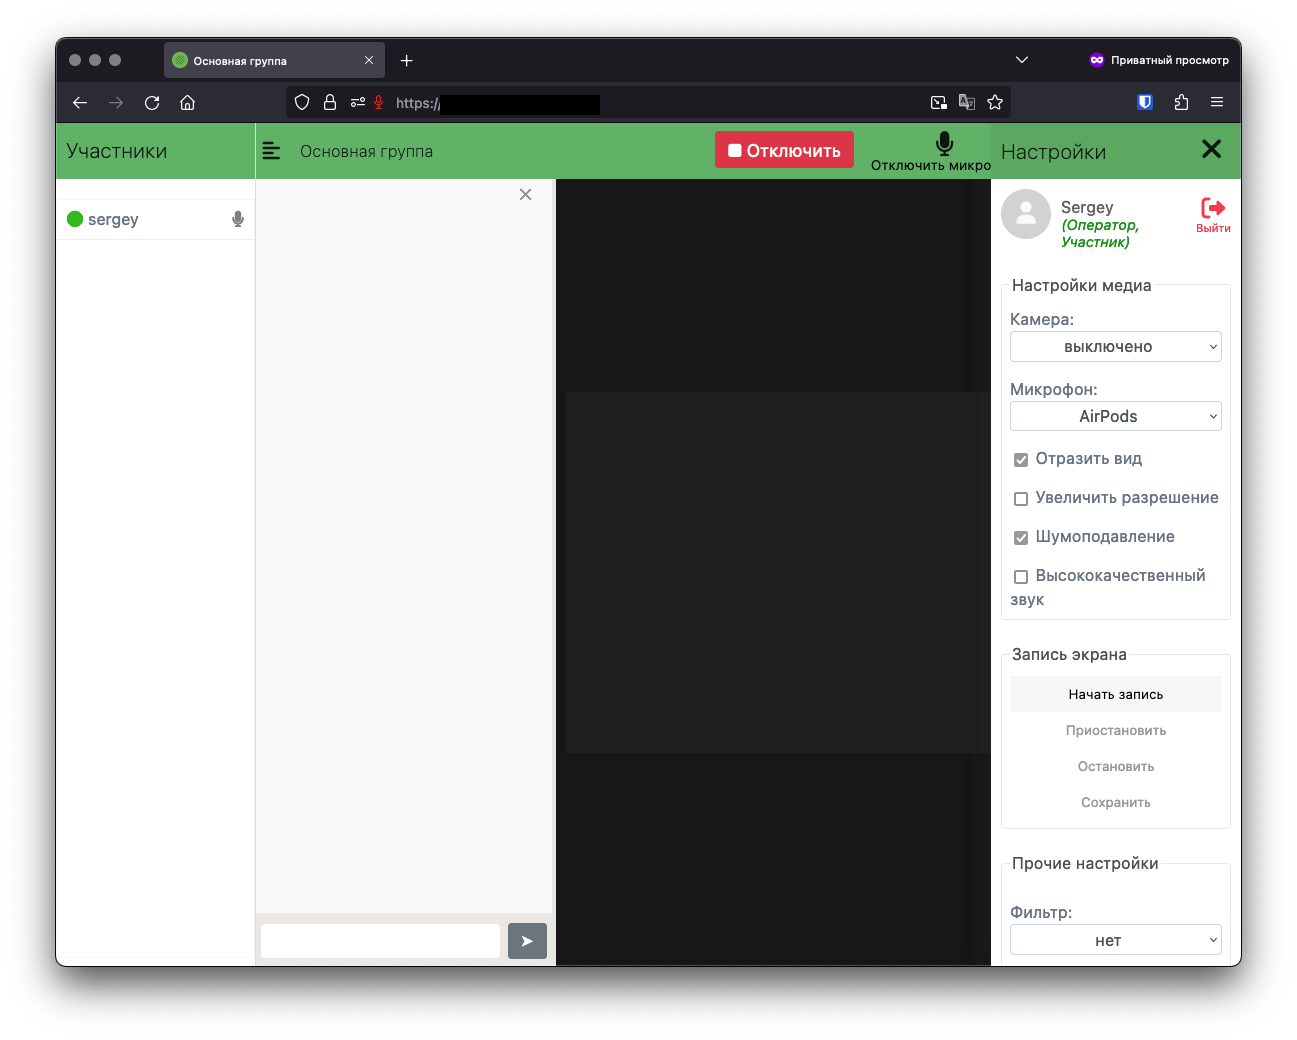 Основная группа
Приватный просмотр
https://
Участники
Основная группа
Отключить
Отключить микро
Настройки
sergey
Sergey
(Оператор,
Участник)
Выйти
Настройки медиа
Камера:
выключено
Микрофон:
AirPods
Отразить вид
Увеличить разрешение
Шумоподавление
Высококачественный
звук
Запись экрана
Начать запись
Приостановить
Остановить
Сохранить
Прочие настройки
Фильтр:
нет